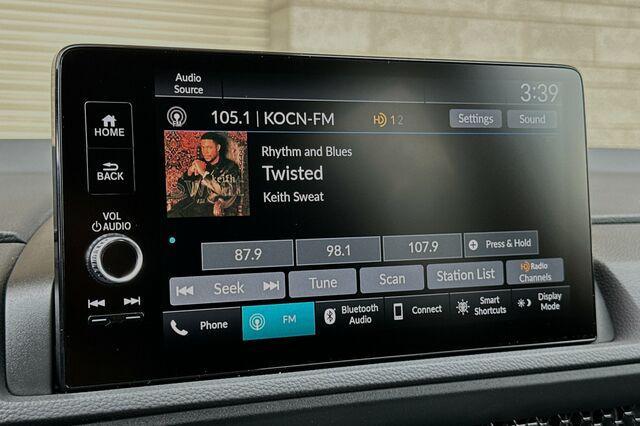 Audio
Source
3:39
HOME
FM
105.1 | KOCN-FM
HD 1 2
Settings
Sound
BACK
Rhythm and Blues
Twisted
Keith Sweat
keith
VOL
AUDIO
87.9
98.1
107.9
Press & Hold
Seek
Tune
Scan
Station List
HD Radio
Channels
Phone
FM
Bluetooth
Audio
Connect
Smart
Shortcuts
Display
Mode